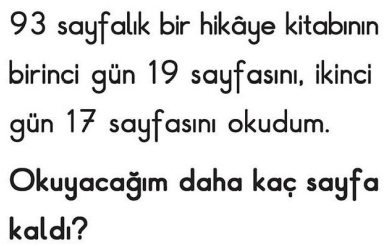 93 sayfalık bir hikâye kitabının
birinci gün 19 sayfasını, ikinci
gün 17 sayfasını okudum.
Okuyacağım daha kaç sayfa
kaldı?